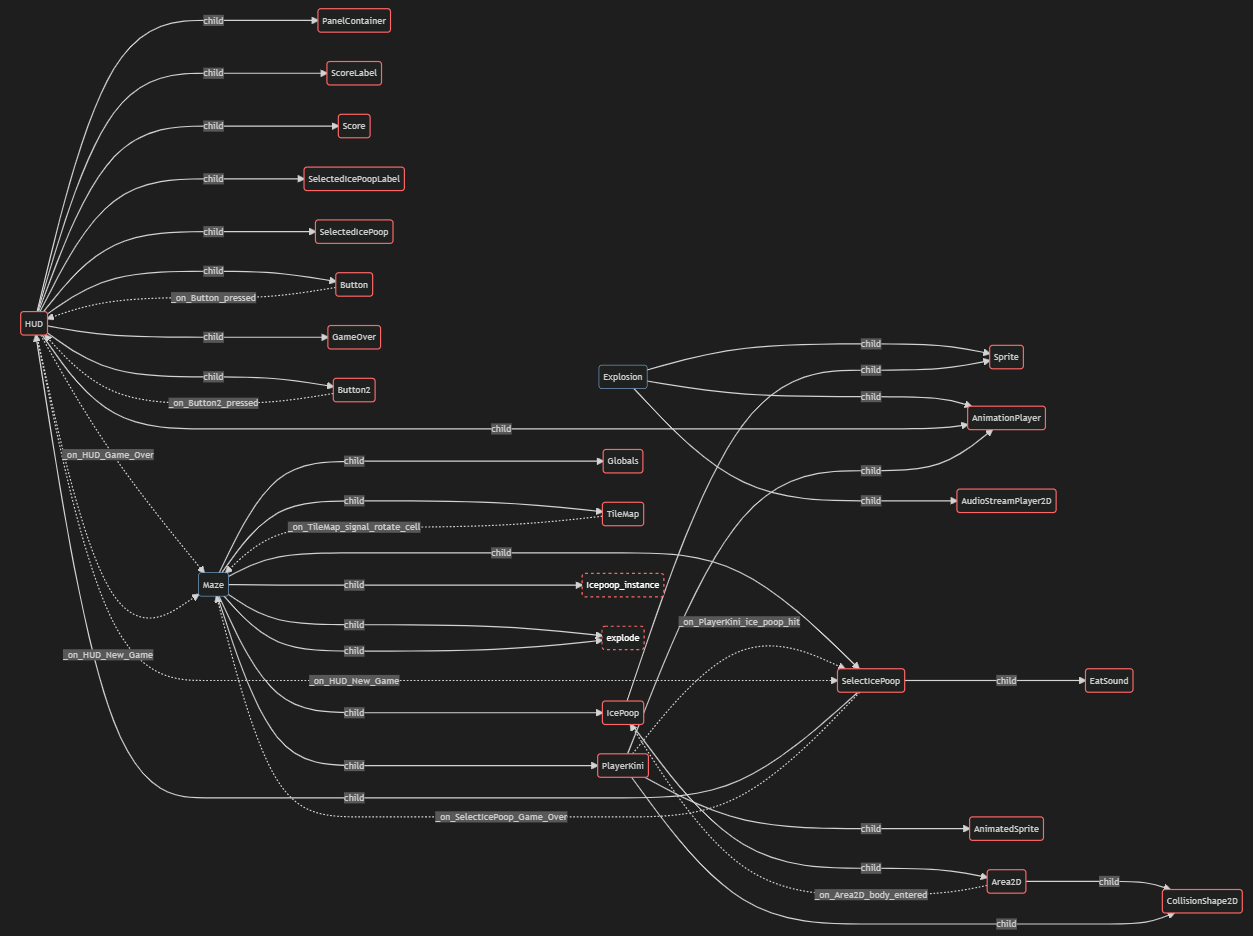 child
PanelContainer
child
ScoreLabel
child
Score
child
SelectedIcePoopLabel
child
SelectedIcePoop
child
Button
_on_Button_pressed
HUD
child
GameOver
child
Sprite
child
Explosion
child
Button2
child
_on_Button2_pressed
AnimationPlayer
child
_on_HUD_Game_Over
child
Globals
child
child
TileMap
child
AudioStreamPlayer2D
_on_TileMap_signal_rotate_cell
child
Maze
child
Icepoop_instance
_on_PlayerKini_ice_poop_hit
child
explode
child
_on_HUD_New_Game
_on_HUD_New_Game
SelectIcePoop
child
EatSound
child
IcePoop
child
PlayerKini
child
_on_SelectIcePoop_Game_Over
child
AnimatedSprite
child
Area2D
child
_on_Area2D_body_entered
CollisionShape2D
child